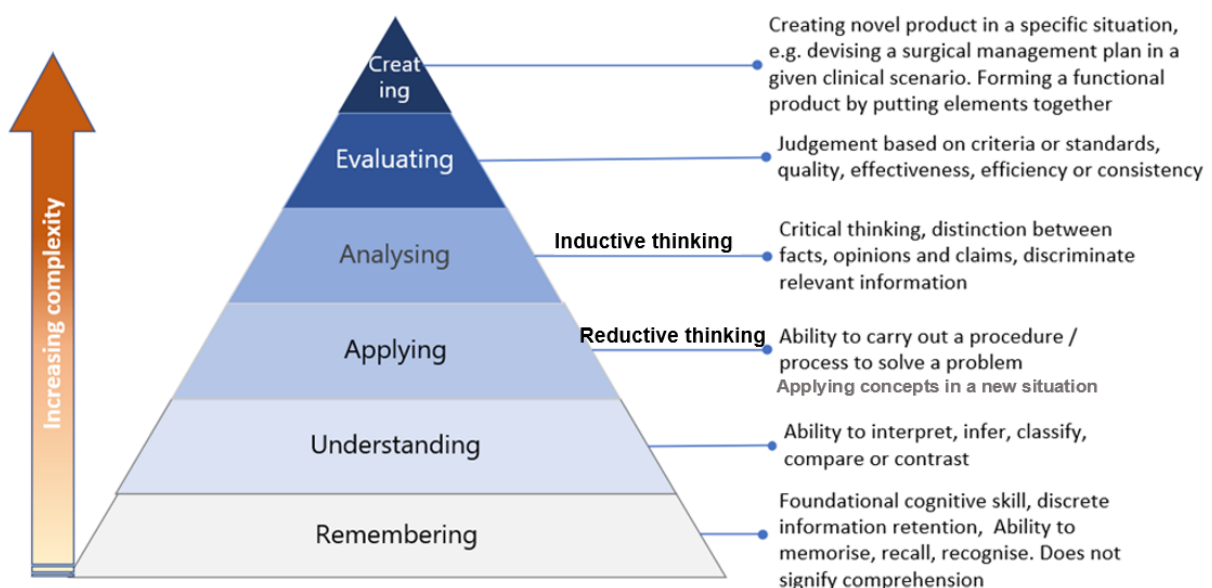 Creating novel product in a specific situation,
e.g. devising a surgical management plan in a
given clinical scenario. Forming a functional
product by putting elements together
Creat
ing
Evaluating
Judgement based on criteria or standards,
quality, effectiveness, efficiency or consistency
Analysing
Inductive thinking
Critical thinking, distinction between
facts, opinions and claims, discriminate
relevant information
Applying
Reductive thinking
Ability to carry out a procedure /
process to solve a problem
Applying concepts in a new situation
Understanding
Ability to interpret, infer, classify,
compare or contrast
Remembering
Foundational cognitive skill, discrete
information retention,  Ability to
memorise, recall, recognise. Does not
signify comprehension
Increasing complexity